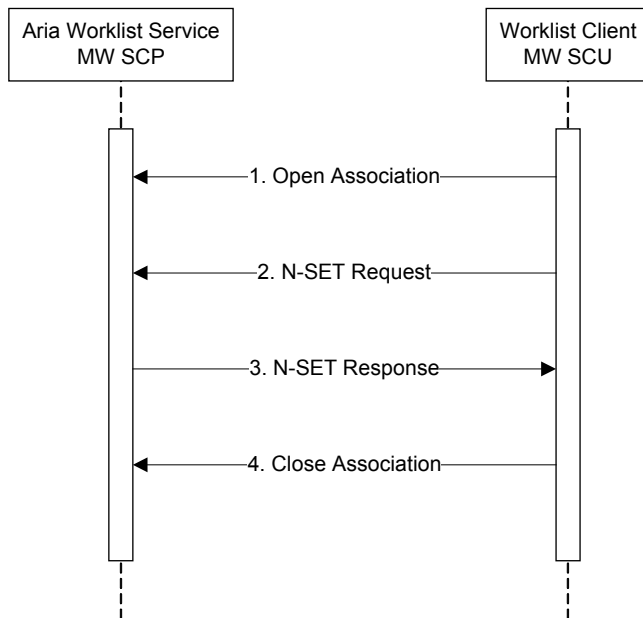 Aria Worklist Service
MW SCP
Worklist Client
MW SCU
1. Open Association
2. N-SET Request
3. N-SET Response
4. Close Association